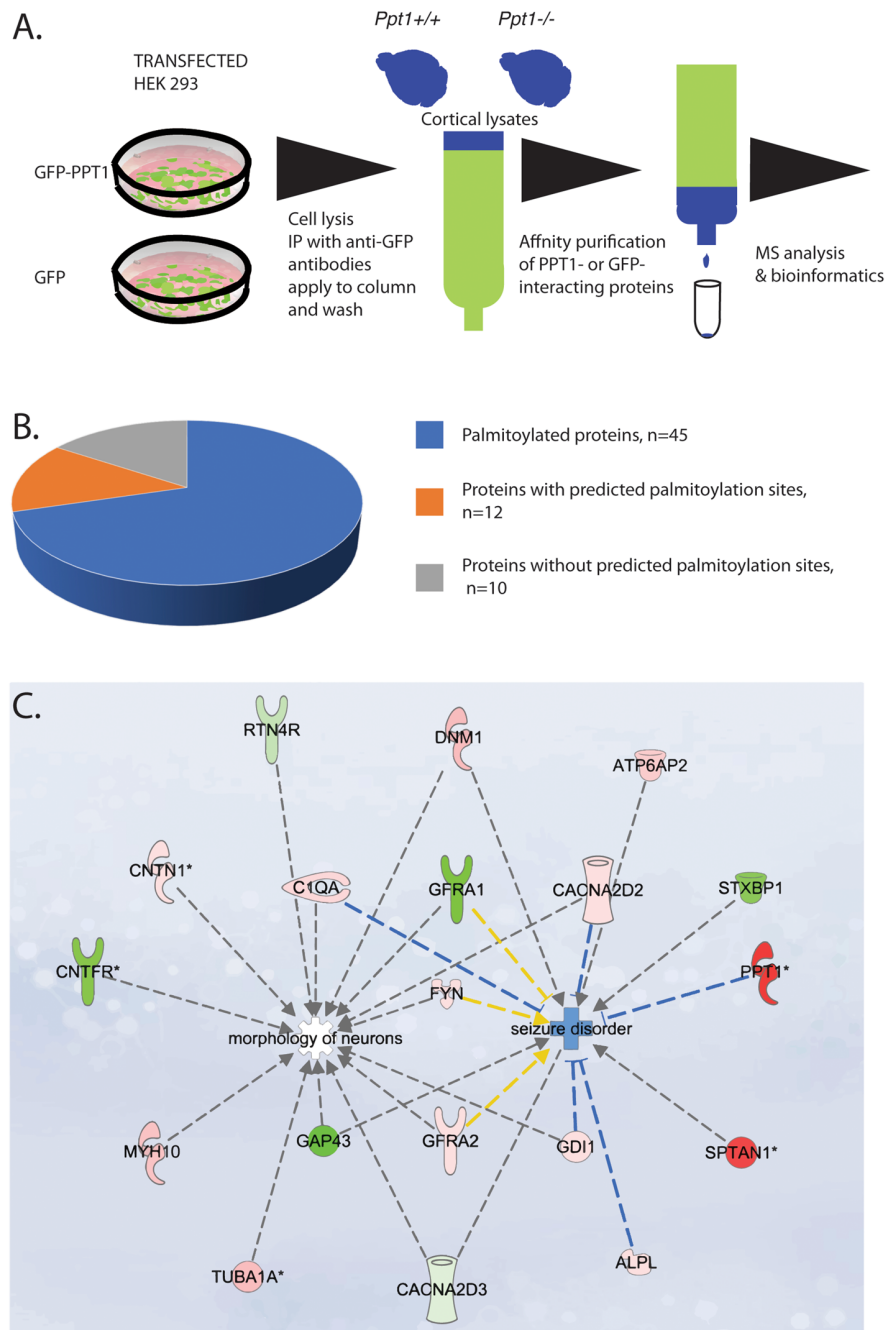 A.
Ppt1+/+
Ppt1-/-
TRANSFECTED
HEK 293
Cortical lysates
GFP-PPT1
GFP
Cell lysis
IP with anti-GFP
antibodies
apply to column
and wash
Affinity purification
of PPT1- or GFP-
interacting proteins
MS analysis
& bioinformatics
B.
Palmitoylated proteins, n=45
Proteins with predicted palmitoylation sites,
n=12
Proteins without predicted palmitoylation sites,
n=10
C.
RTN4R
DNM1
ATP6AP2
CNTN1*
C1QA
GFRA1
CACNA2D2
STXBP1
CNTFR*
FYN
PPT1*
morphology of neurons
seizure disorder
MYH10
GAP43
GFRA2
GDI1
SPTAN1*
TUBA1A*
CACNA2D3
ALPL